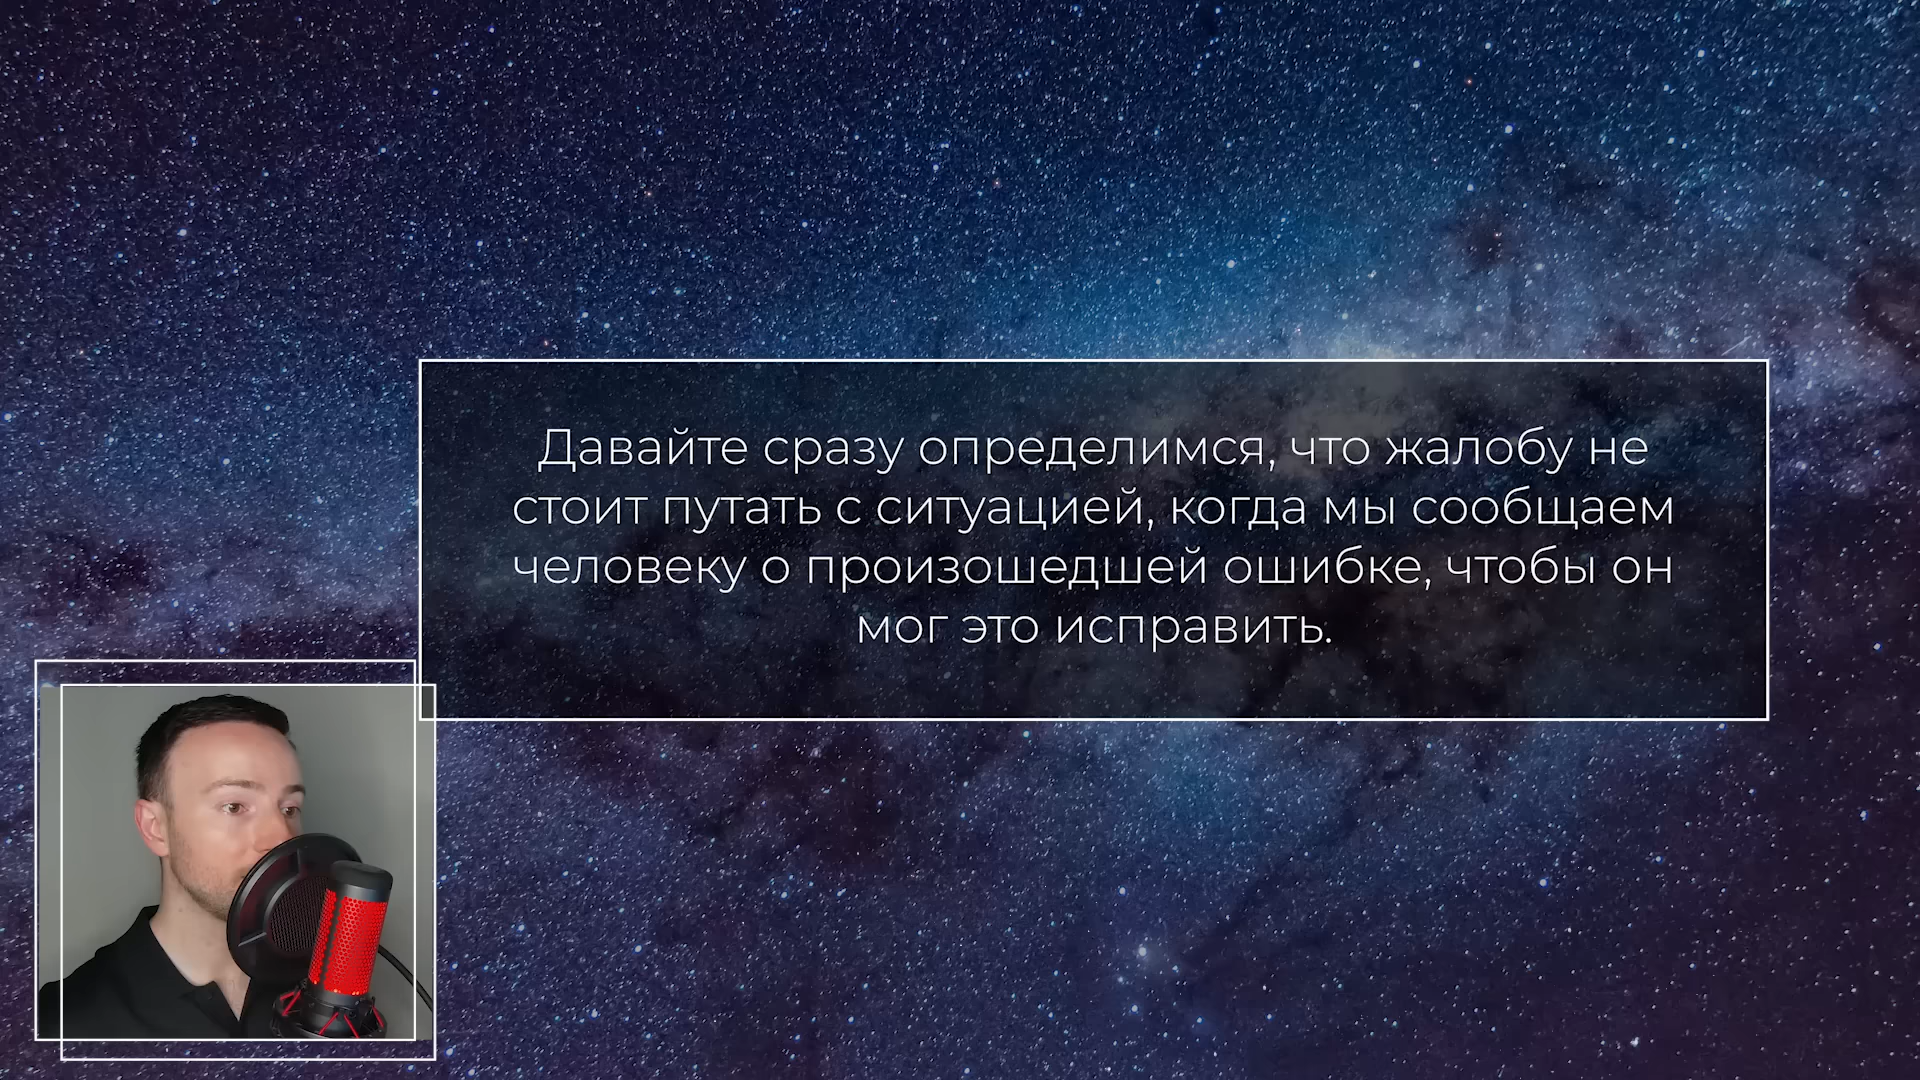 Давайте сразу определимся, что жалобу не
стоит путать с ситуацией, когда мы сообщаем
человеку о произошедшей ошибке, чтобы он
мог это исправить.